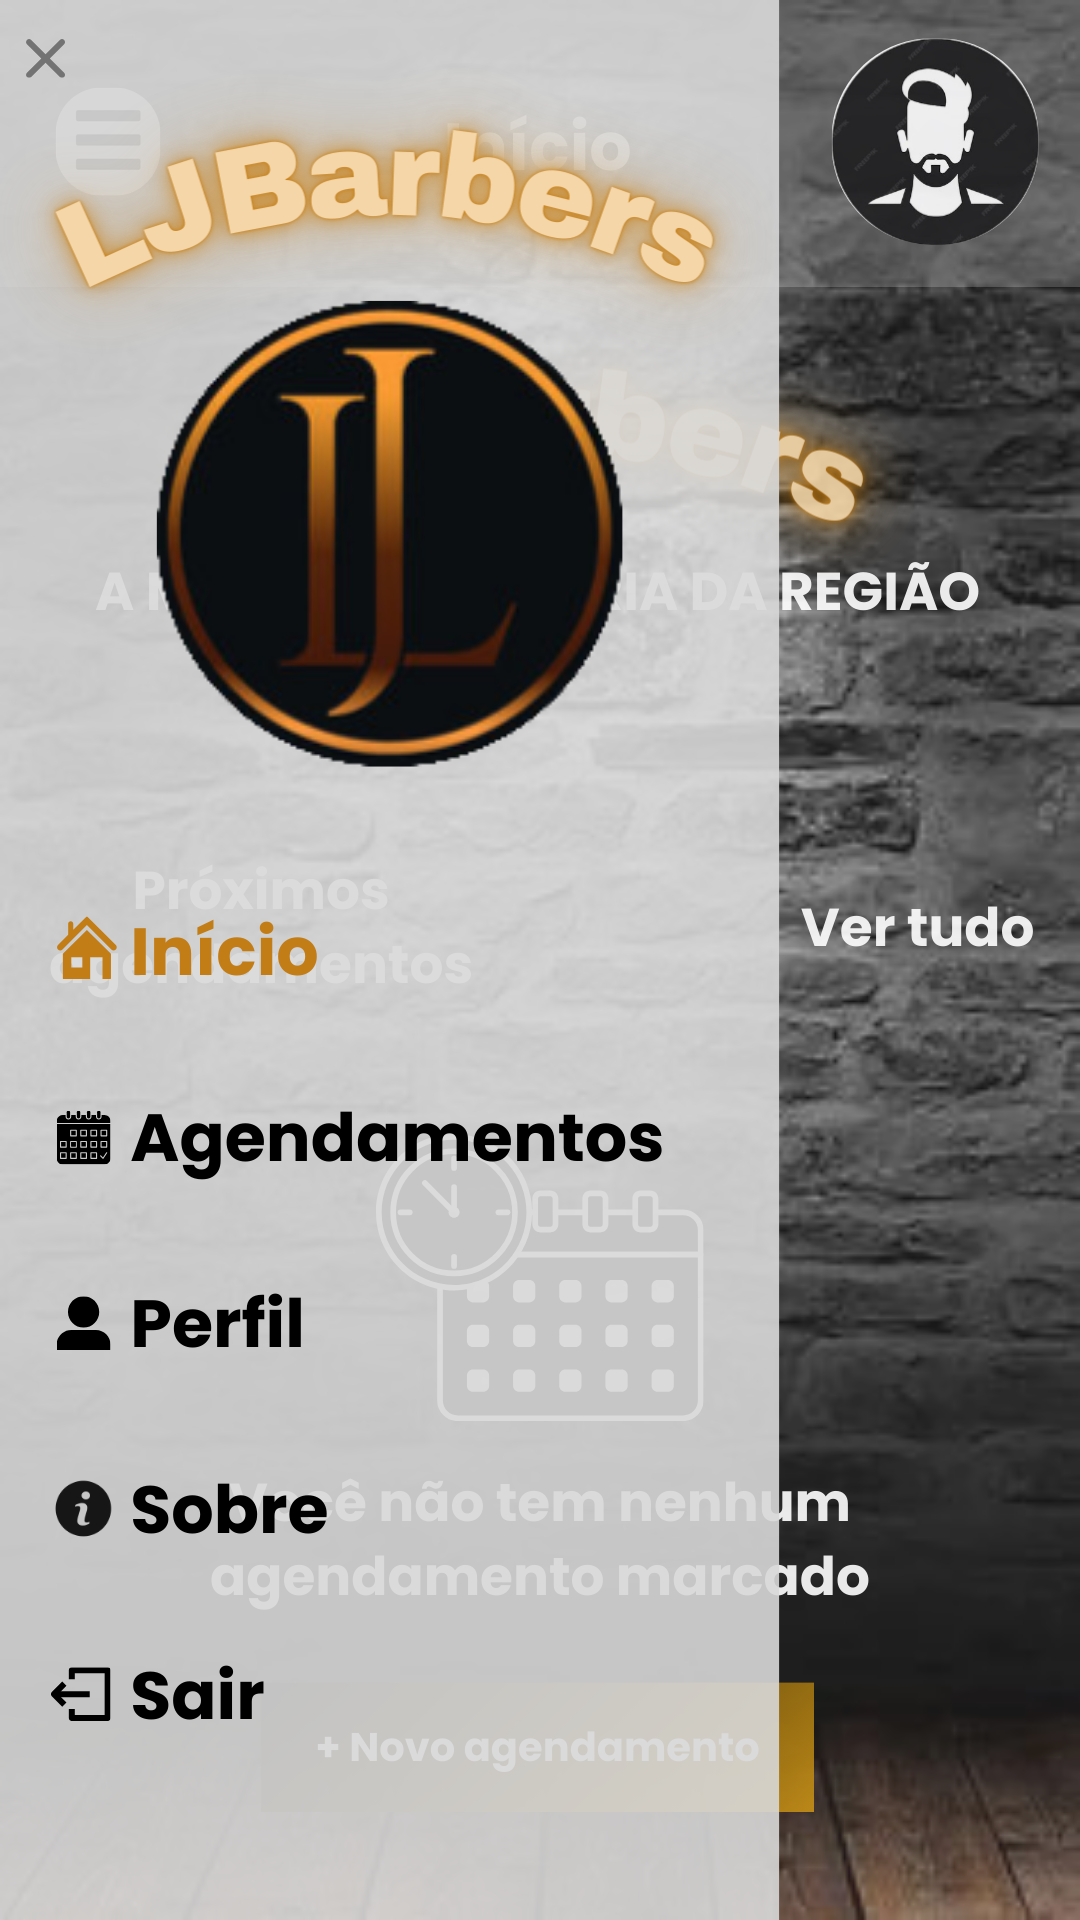 Início
LJBarbers
JL
bers
A REGIÃO
IA DA
Próximos
agendamentos
Ver tudo
Início
Agendamentos
Perfil
Você não tem nenhum
agendamento marcado
Sobre
Sair
+ Novo agendamento